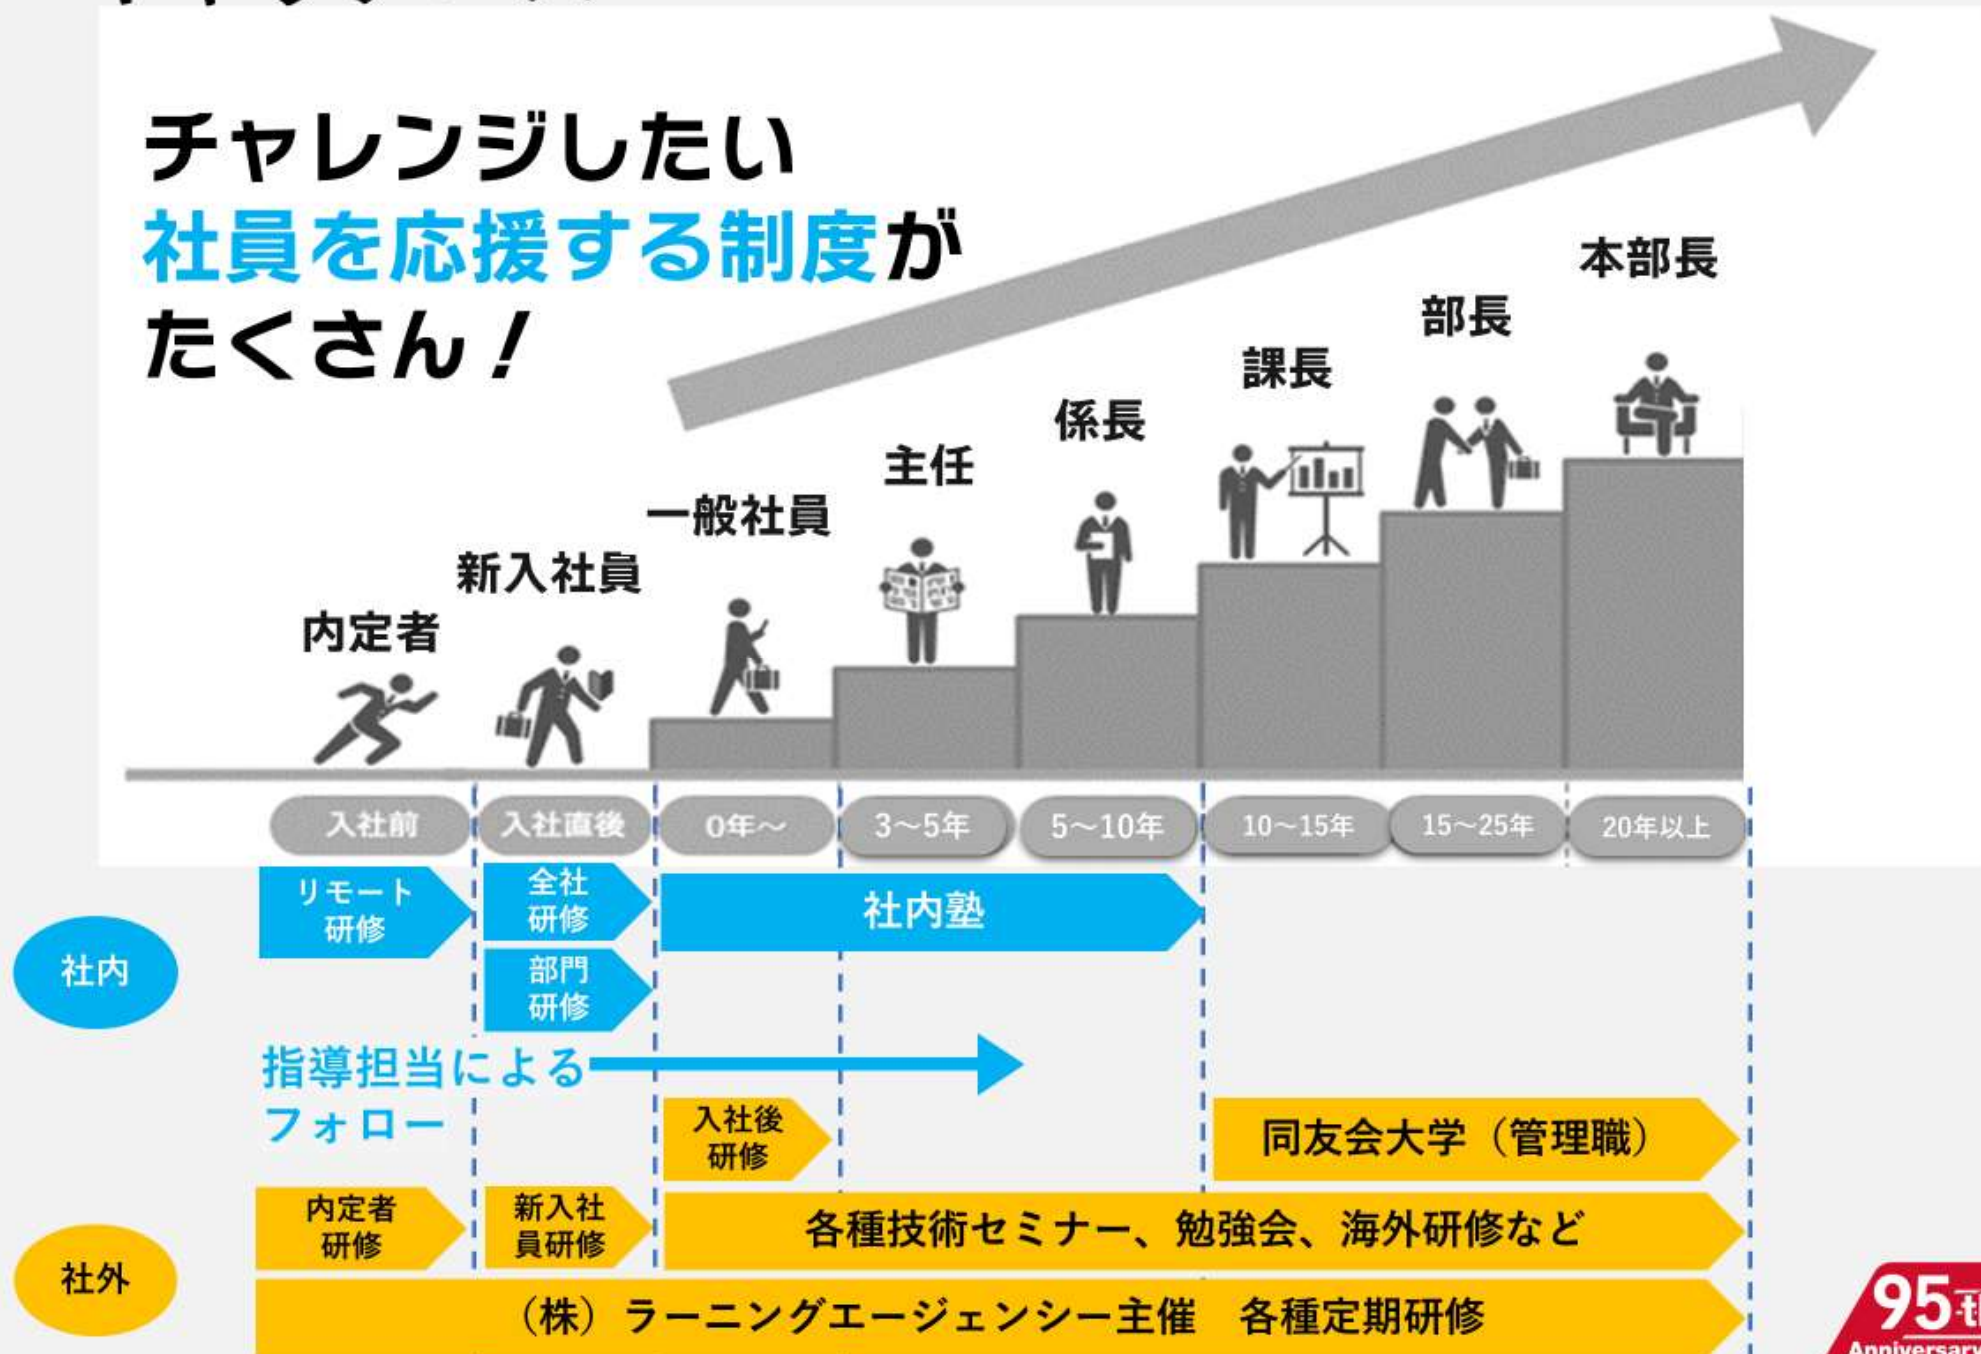 チャレンジしたい
社員を応援する制度が
たくさん！
本部長
部長
課長
係長
主任
一般社員
新入社員
内定者
入社前
入社直後
0年～
3～5年
5～10年
10～15年
15～25年
20年以上
社内
リモート
研修
全社
研修
社内塾
部門
研修
指導担当による
フォロー
入社後
研修
同友会大学（管理職）
社外
内定者
研修
新入社
員研修
各種技術セミナー、勉強会、海外研修など
（株）ラーニングエージェンシー主催　各種定期研修
95
Anniversary